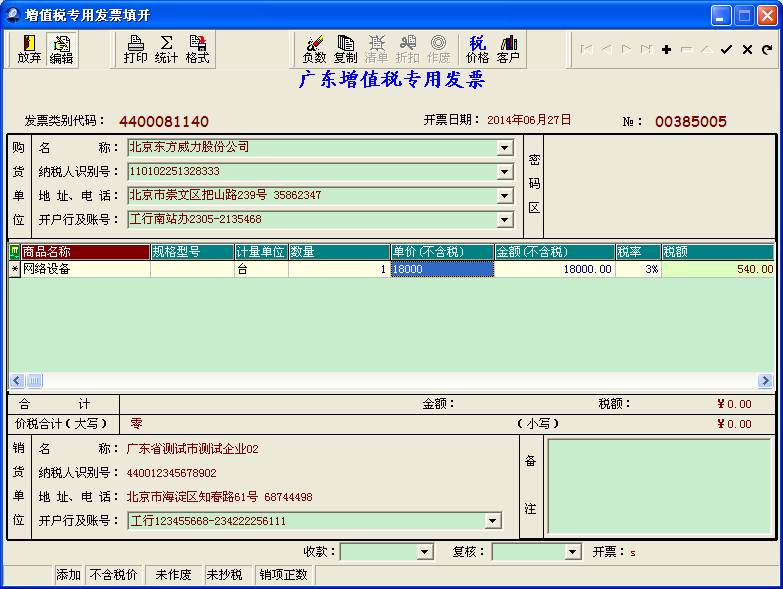 增值税专用发票填开
放弃 编辑 打印 统计 格式 负数 复制 清单 折扣 作废 价格 客户
税
广东增值税专用发票
发票类别代码： 4400081140 开票日期：2014年06月27日 №： 00385005
购货单位
名 称：北京东方威力股份公司
纳税人识别号：110102251328333
地 址、电 话：北京市崇文区把山路239号 35862347
开户行及账号：工行南站办2305-2135468
密码区
商品名称 规格型号 计量单位 数量 单价(不含税) 金额(不含税) 税率 税额
* 网络设备 台 1 18000 18000.00 3% 540.00
合 计 金额： 税额： ￥0.00
价税合计(大写) 零 (小写) ￥0.00
销货单位
名 称：广东省测试市测试企业02
纳税人识别号：440012345678902
地 址、电 话：北京市海淀区知春路61号 68744498
开户行及账号：工行123455668-234222256111
备注
收款： 复核： 开票：s
添加 不含税价 未作废 未抄税 销项正数